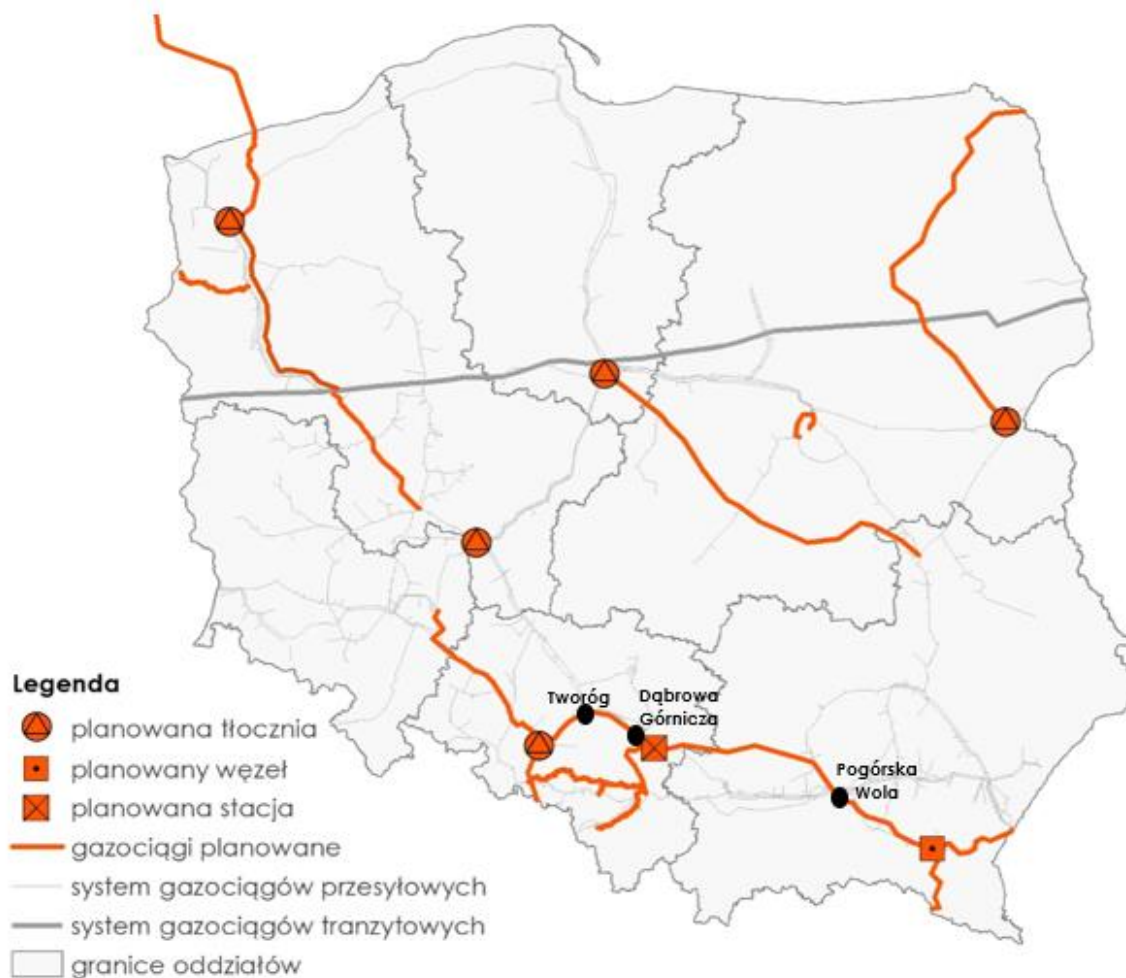 Tworóg
Dąbrowa
Górnicza
Pogórska
Wola
Legenda
planowana tłocznia
planowany węzeł
planowana stacja
gazociągi planowane
system gazociągów przesyłowych
system gazociągów tranzytowych
granice oddziałów